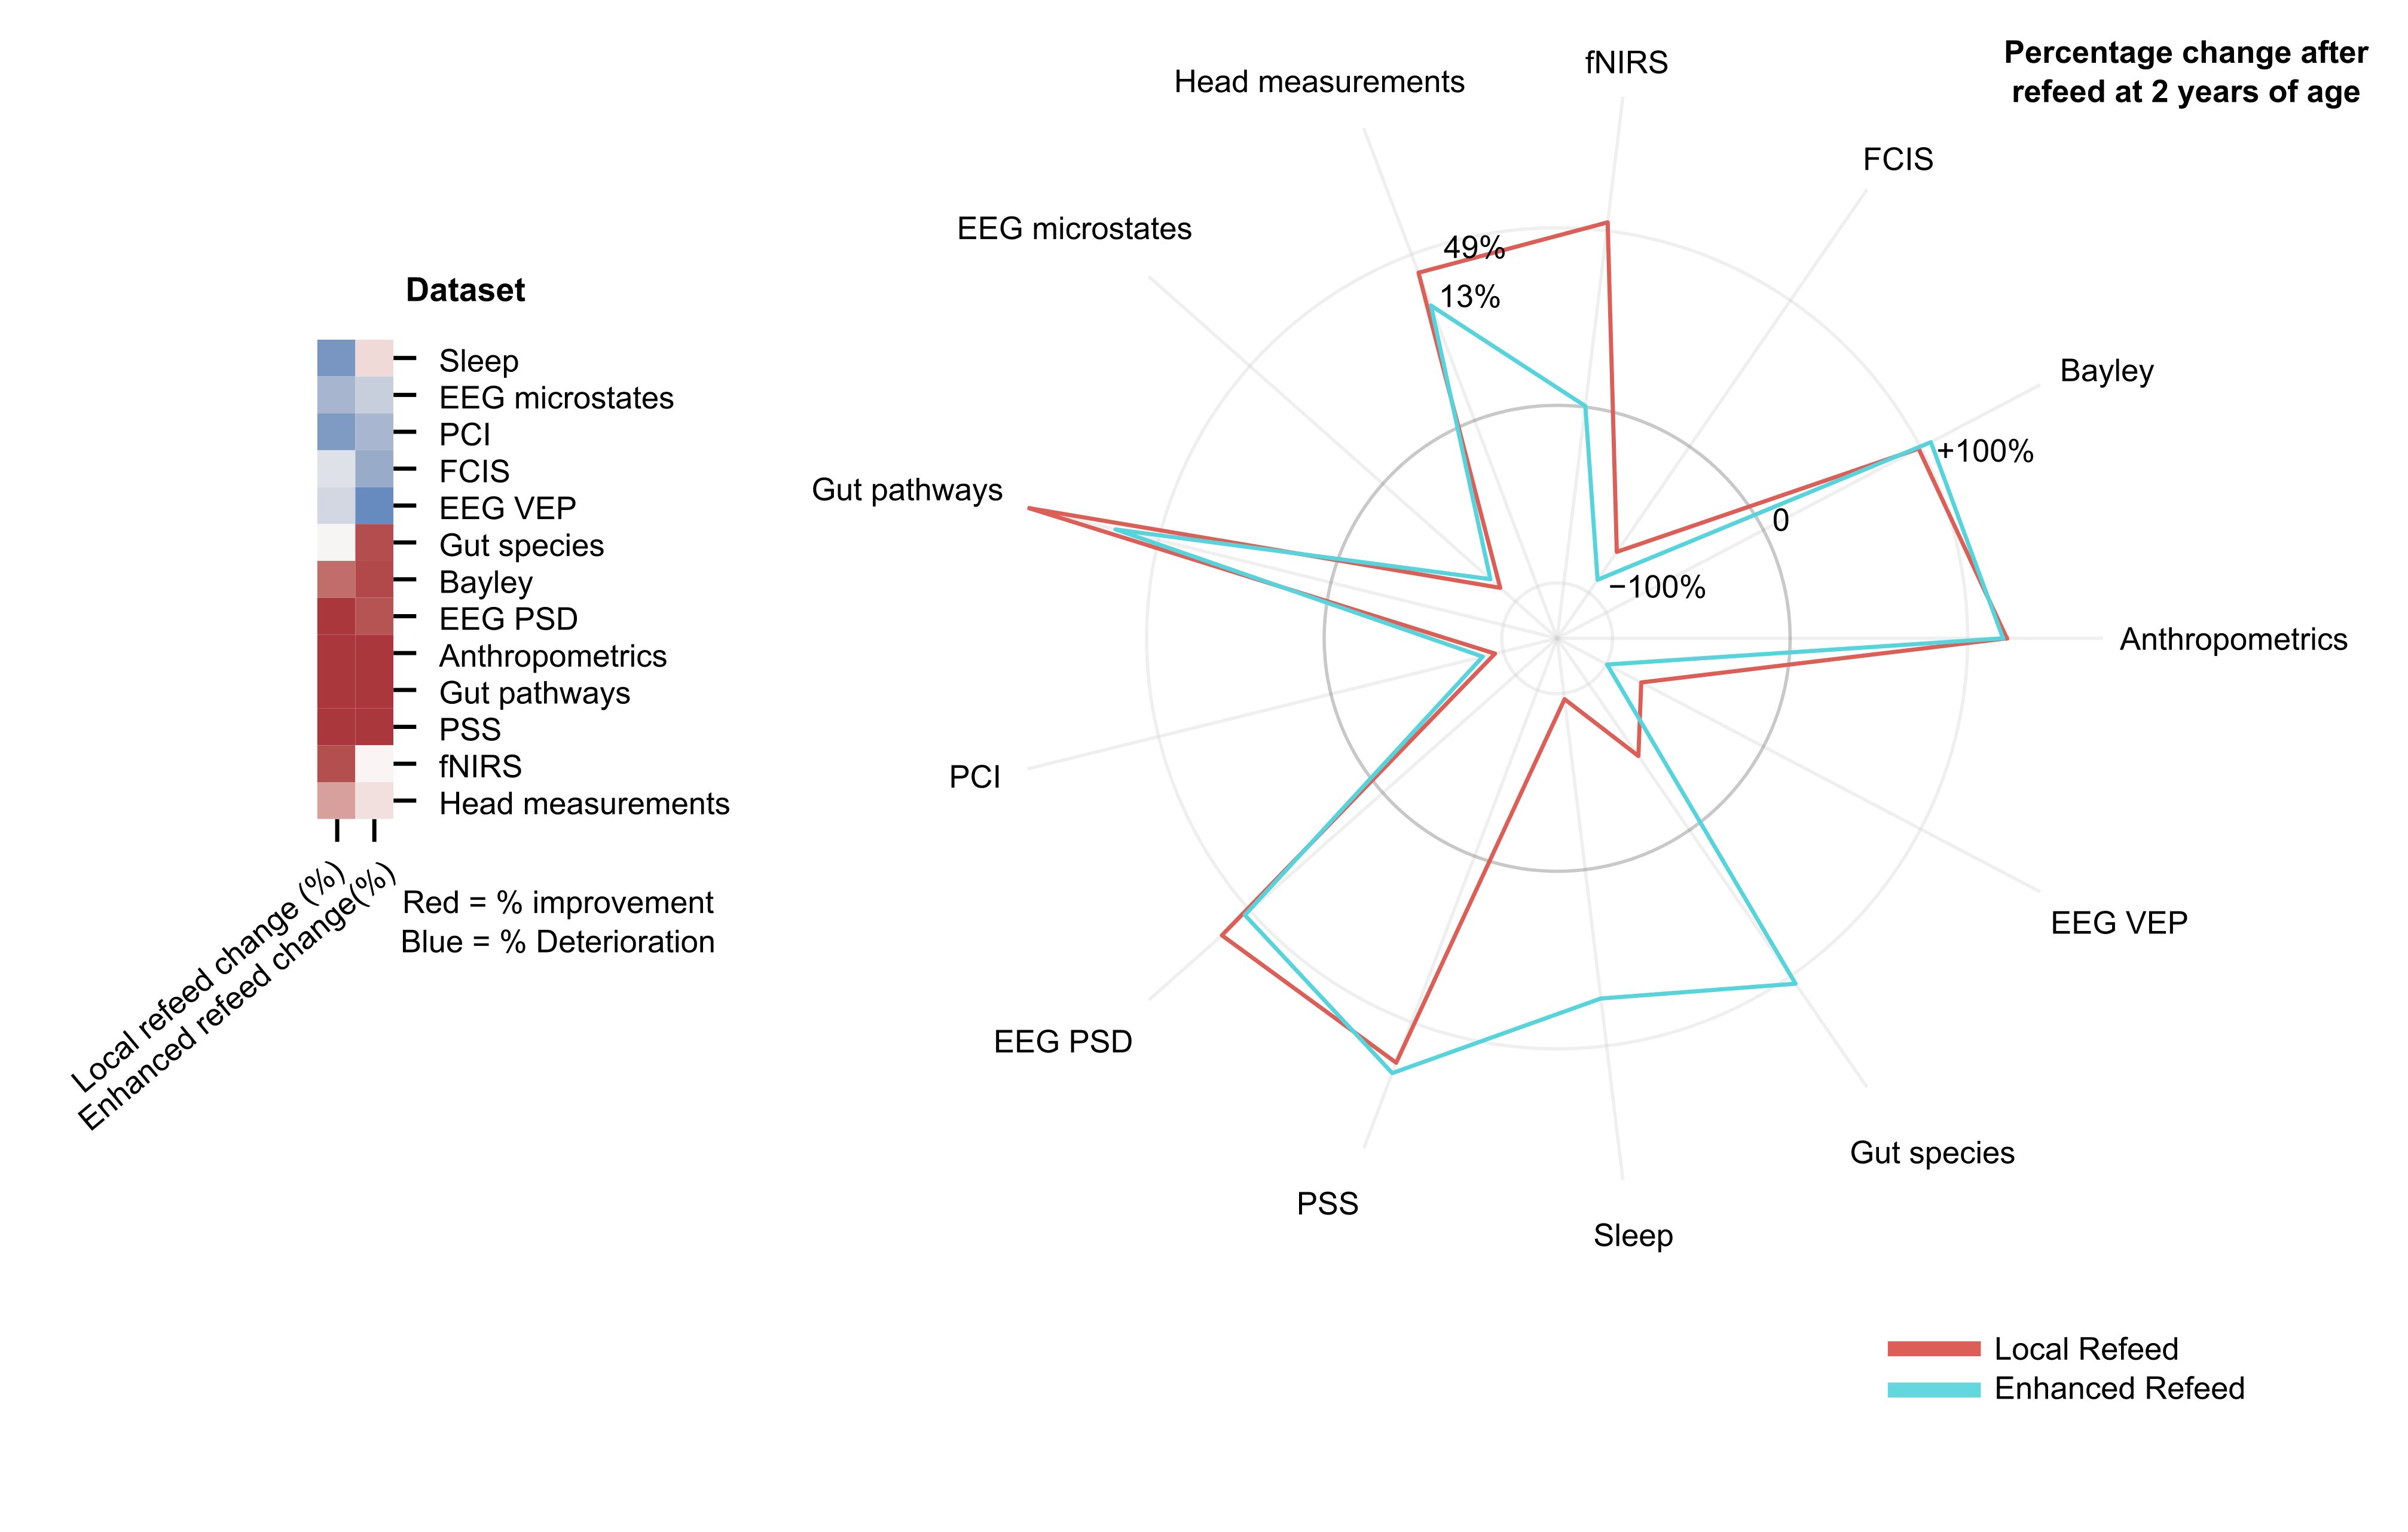 Dataset
Sleep
EEG microstates
PCI
FCIS
EEG VEP
Gut species
Bayley
EEG PSD
Anthropometrics
Gut pathways
PSS
fNIRS
Head measurements
Local refeed change (%)
Enhanced refeed change(%)
Red = % improvement
Blue = % Deterioration
Percentage change after
refeed at 2 years of age
fNIRS
Head measurements
FCIS
EEG microstates
49%
13%
Bayley
+100%
Gut pathways
0
−100%
Anthropometrics
PCI
EEG VEP
EEG PSD
Gut species
PSS
Sleep
Local Refeed
Enhanced Refeed